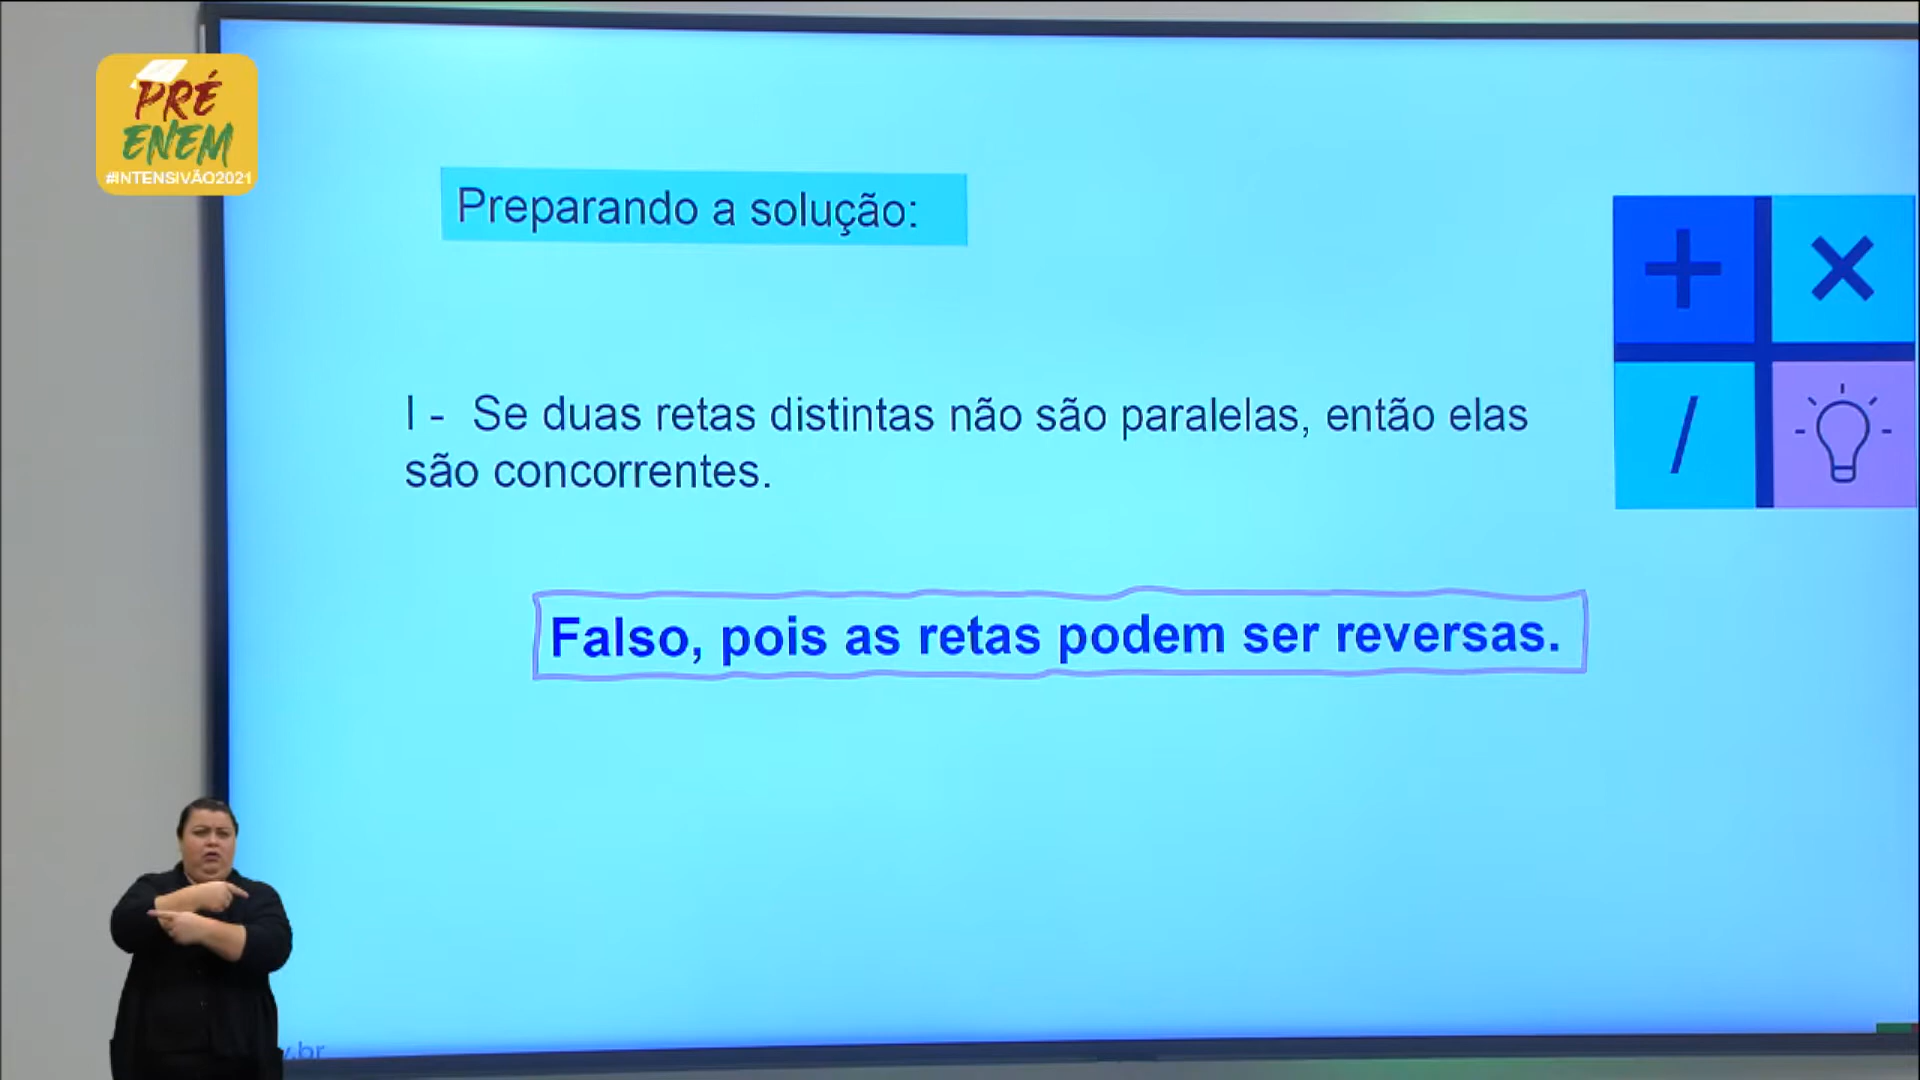 PRÉ
ENEM
#INTENSIVÃO2021
Preparando a solução:
I - Se duas retas distintas não são paralelas, então elas
são concorrentes.
Falso, pois as retas podem ser reversas.
v.br